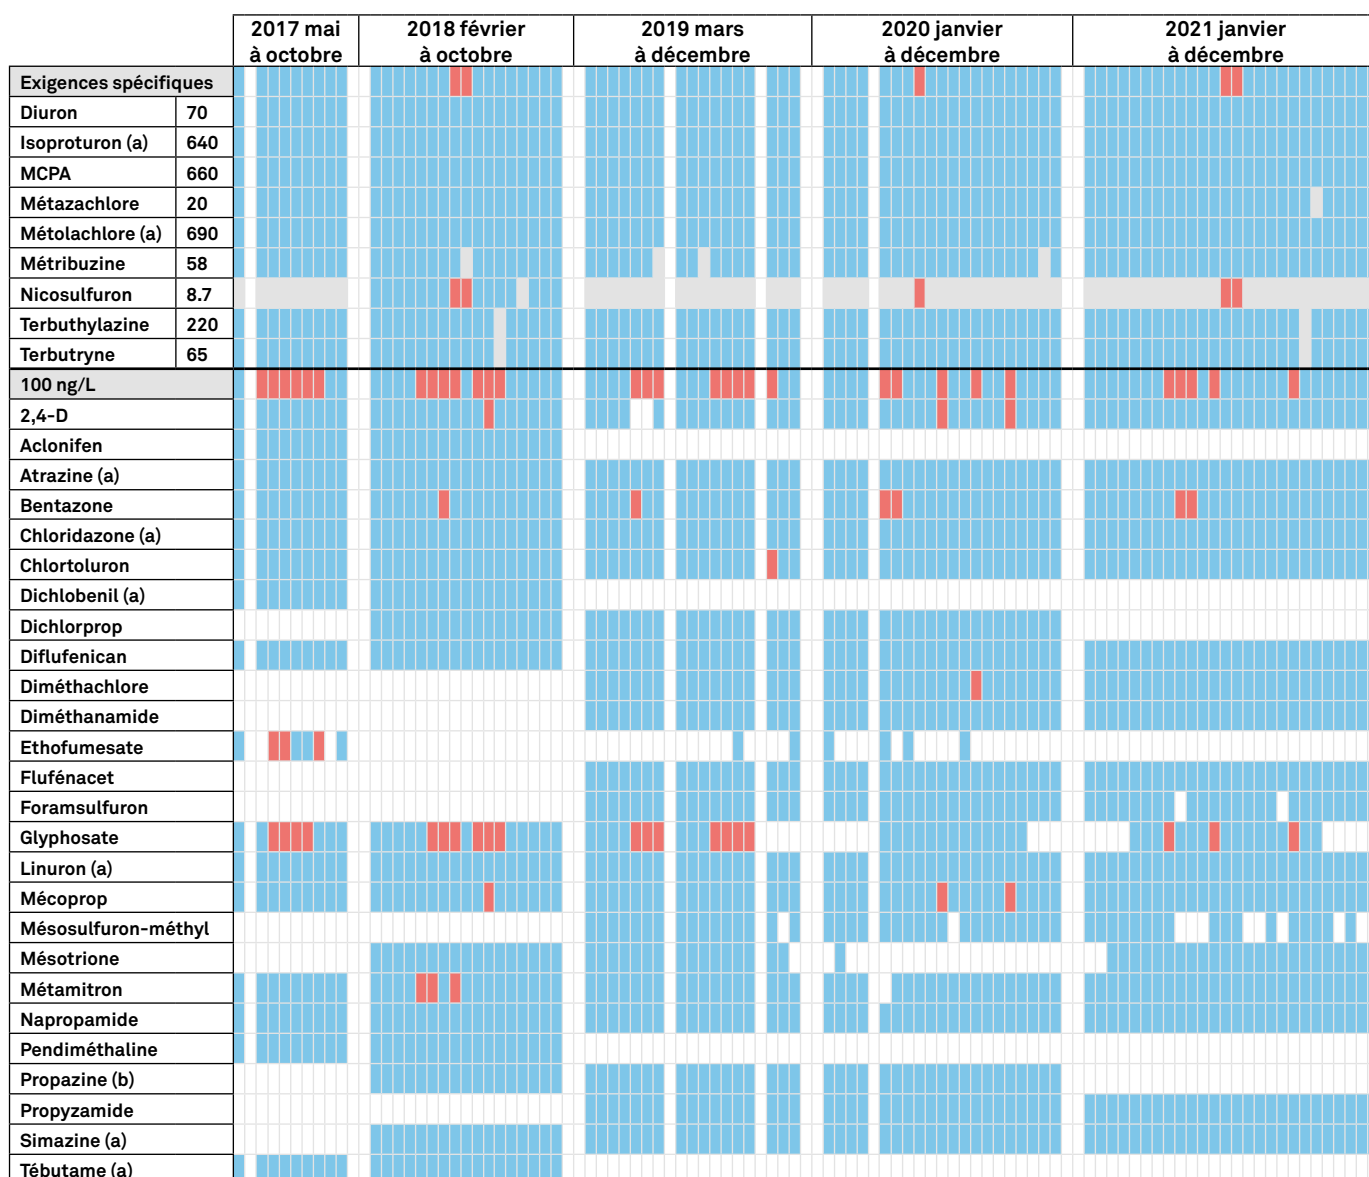 2017 mai 2018 février 2019 mars 2020 janvier 2021 janvier
à octobre à octobre à décembre à décembre à décembre
Exigences spécifiques
Diuron 70
Isoproturon (a) 640
MCPA 660
Métazachlore 20
Métolachlore (a) 690
Métribuzine 58
Nicosulfuron 8.7
Terbuthylazine 220
Terbutryne 65
100 ng/L
2,4-D
Aclonifen
Atrazine (a)
Bentazone
Chloridazone (a)
Chlortoluron
Dichlobenil (a)
Dichlorprop
Diflufenican
Diméthachlore
Diméthanamide
Ethofumesate
Flufénacet
Foramsulfuron
Glyphosate
Linuron (a)
Mécoprop
Mésosulfuron-méthyl
Mésotrione
Métamitron
Napropamide
Pendiméthaline
Propazine (b)
Propyzamide
Simazine (a)
Tébutame (a)